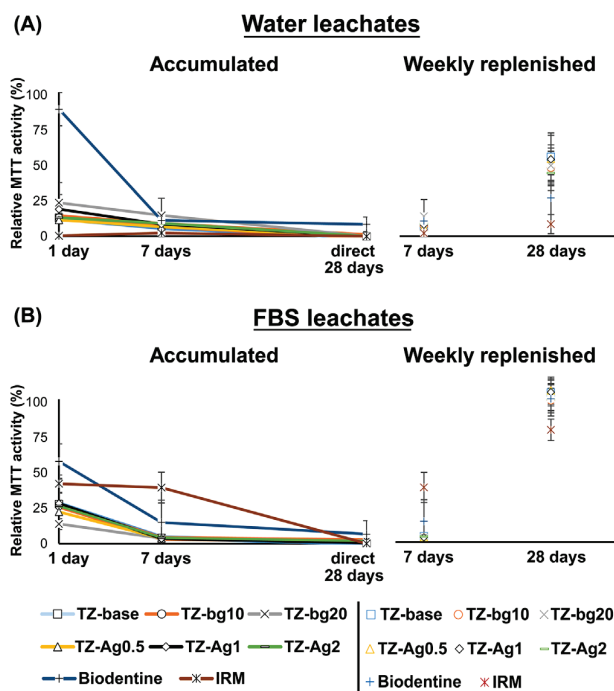 (A) Water leachates
Accumulated Weekly replenished
Relative MTT activity (%)
100
75
50
25
0
1 day 7 days direct 28 days 7 days 28 days
(B) FBS leachates
Accumulated Weekly replenished
Relative MTT activity (%)
100
75
50
25
0
1 day 7 days direct 28 days 7 days 28 days
TZ-base TZ-bg10 TZ-bg20
TZ-Ag0.5 TZ-Ag1 TZ-Ag2
Biodentine IRM
TZ-base TZ-bg10 TZ-bg20
TZ-Ag0.5 TZ-Ag1 TZ-Ag2
Biodentine IRM